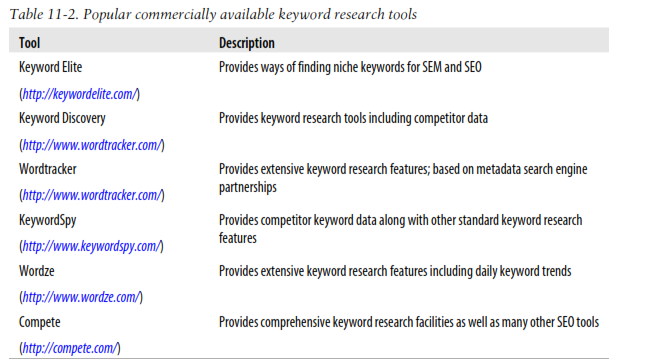 Table 11-2. Popular commercially available keyword research tools
Tool Description
Keyword Elite Provides ways of finding niche keywords for SEM and SEO
(http://keywordelite.com/)
Keyword Discovery Provides keyword research tools including competitor data
(http://www.wordtracker.com/)
Wordtracker Provides extensive keyword research features; based on metadata search engine
partnerships
(http://www.wordtracker.com/)
KeywordSpy Provides competitor keyword data along with other standard keyword research
features
(http://www.keywordspy.com/)
Wordze Provides extensive keyword research features including daily keyword trends
(http://www.wordze.com/)
Compete Provides comprehensive keyword research facilities as well as many other SEO tools
(http://compete.com/)